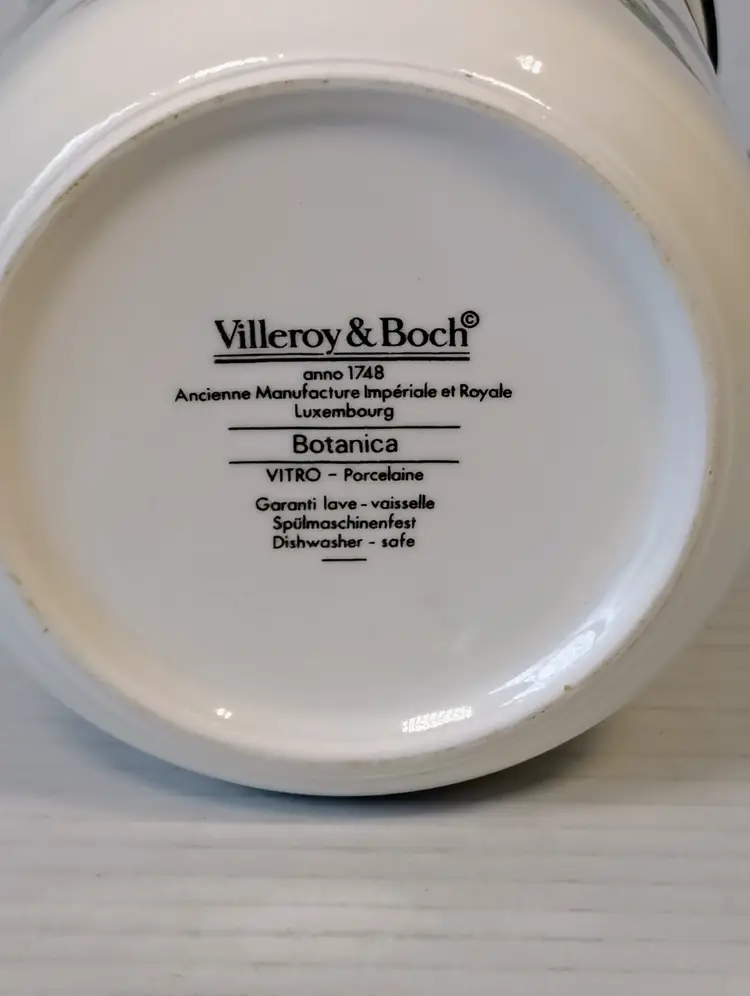 Villeroy & Boch©
anno 1748
Ancienne Manufacture Impériale et Royale
Luxembourg
Botanica
VITRO – Porcelaine
Garanti lave - vaisselle
Spülmaschinenfest
Dishwasher - safe